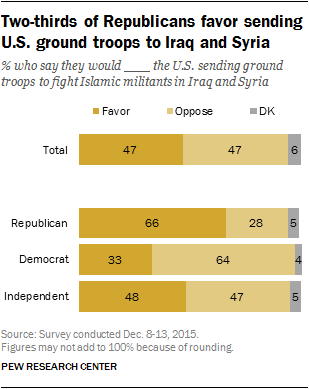 Two-thirds of Republicans favor sending
U.S. ground troops to Iraq and Syria
% who say they would ____ the U.S. sending ground
troops to fight Islamic militants in Iraq and Syria
Favor Oppose DK
Total 47 47 6
Republican 66 28 5
Democrat 33 64 4
Independent 48 47 5
Source: Survey conducted Dec. 8-13, 2015.
Figures may not add to 100% because of rounding.
PEW RESEARCH CENTER